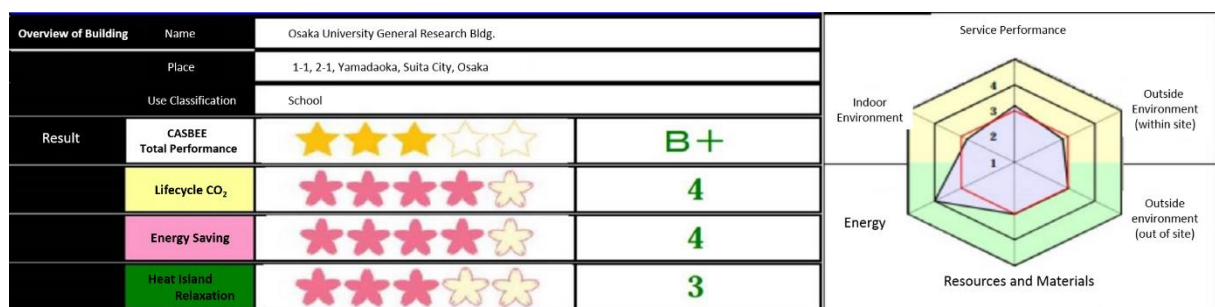 Overview of Building
Name
Osaka University General Research Bldg.
Place
1-1, 2-1, Yamadaoka, Suita City, Osaka
Use Classification
School
Result
CASBEE
Total Performance
B+
Lifecycle CO₂
4
Energy Saving
4
Heat Island
Relaxation
3
Service Performance
Indoor
Environment
Outside
Environment
(within site)
4
3
2
1
Energy
Outside
environment
(out of site)
Resources and Materials